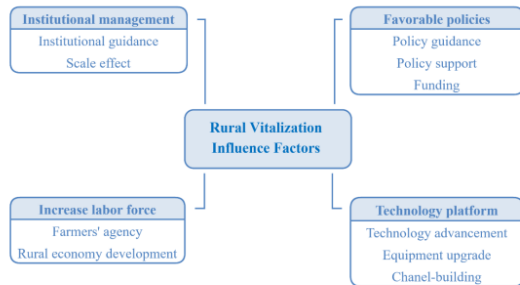 Institutional management
Institutional guidance
Scale effect
Favorable policies
Policy guidance
Policy support
Funding
Rural Vitalization
Influence Factors
Increase labor force
Farmers' agency
Rural economy development
Technology platform
Technology advancement
Equipment upgrade
Chanel-building